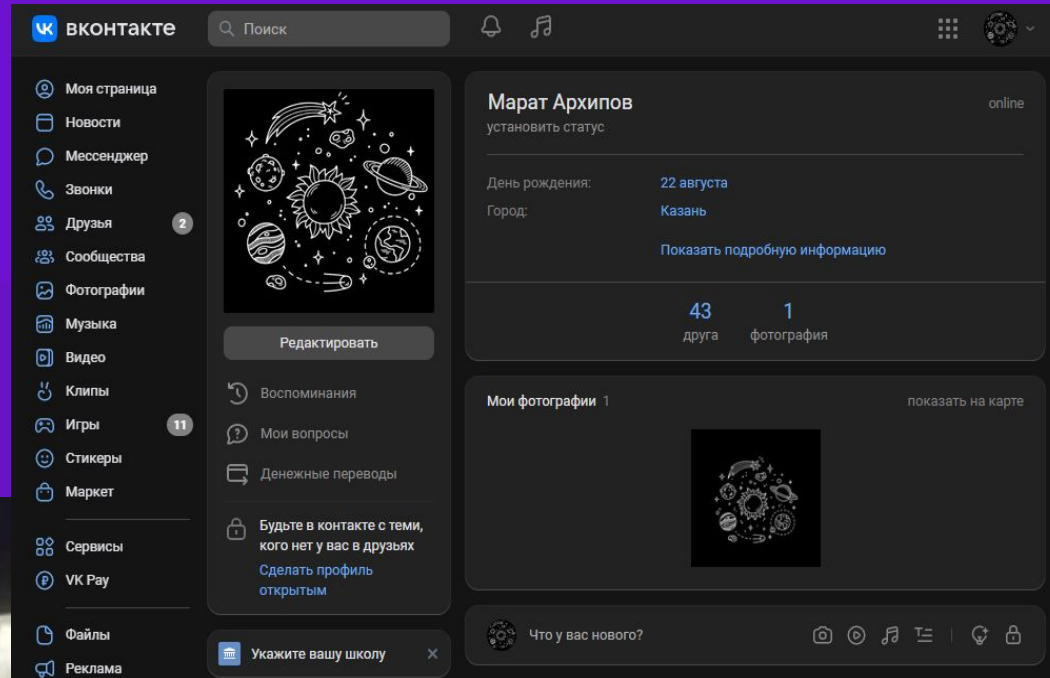 вконтакте
Поиск
Моя страница
Новости
Мессенджер
Звонки
Друзья 2
Сообщества
Фотографии
Музыка
Видео
Клипы
Игры 11
Стикеры
Маркет
Сервисы
VK Pay
Файлы
Реклама
Редактировать
Воспоминания
Мои вопросы
Денежные переводы
Будьте в контакте с теми,
кого нет у вас в друзьях
Сделать профиль
открытым
Укажите вашу школу
Марат Архипов online
установить статус
День рождения: 22 августа
Город: Казань
Показать подробную информацию
43 1
друга фотография
Мои фотографии 1 показать на карте
Что у вас нового?